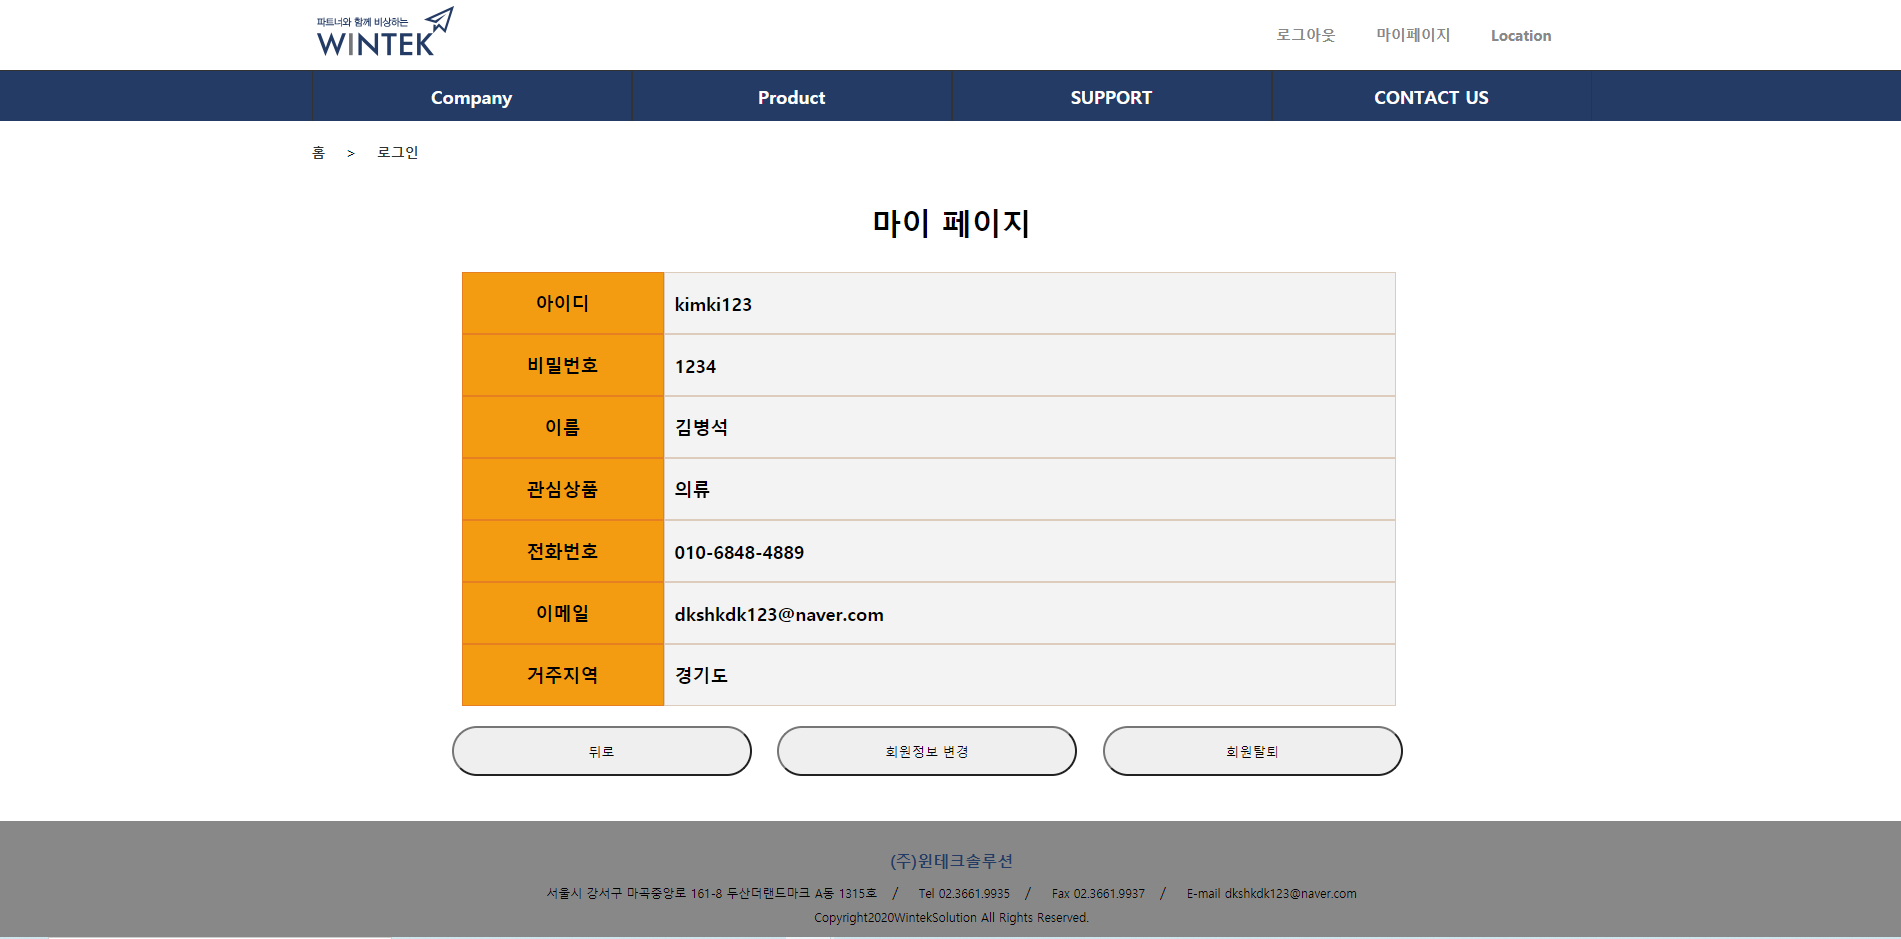 파트너와 함께 비상하는
WINTEK
로그아웃 마이페이지 Location
Company Product SUPPORT CONTACT US
홈 > 로그인
마이 페이지
아이디 kimki123
비밀번호 1234
이름 김병석
관심상품 의류
전화번호 010-6848-4889
이메일 dkshkdk123@naver.com
거주지역 경기도
뒤로 회원정보 변경 회원탈퇴
(주)윈테크솔루션
서울시 강서구 마곡중앙로 161-8 두산더랜드마크 A동 1315호 / Tel 02.3661.9935 / Fax 02.3661.9937 / E-mail dkshkdk123@naver.com
Copyright2020WintekSolution All Rights Reserved.